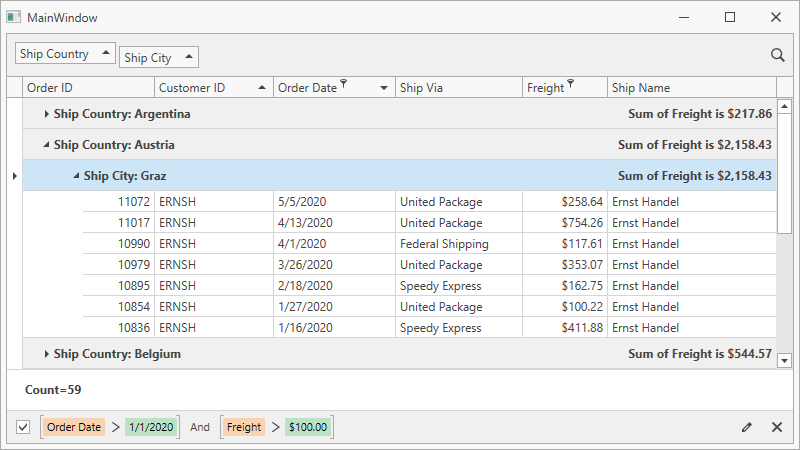 MainWindow
Ship Country Ship City
Order ID Customer ID Order Date Ship Via Freight Ship Name
Ship Country: Argentina Sum of Freight is $217.86
Ship Country: Austria Sum of Freight is $2,158.43
Ship City: Graz Sum of Freight is $2,158.43
11072 ERNSH 5/5/2020 United Package $258.64 Ernst Handel
11017 ERNSH 4/13/2020 United Package $754.26 Ernst Handel
10990 ERNSH 4/1/2020 Federal Shipping $117.61 Ernst Handel
10979 ERNSH 3/26/2020 United Package $353.07 Ernst Handel
10895 ERNSH 2/18/2020 Speedy Express $162.75 Ernst Handel
10854 ERNSH 1/27/2020 United Package $100.22 Ernst Handel
10836 ERNSH 1/16/2020 Speedy Express $411.88 Ernst Handel
Ship Country: Belgium Sum of Freight is $544.57
Count=59
Order Date > 1/1/2020 And Freight > $100.00